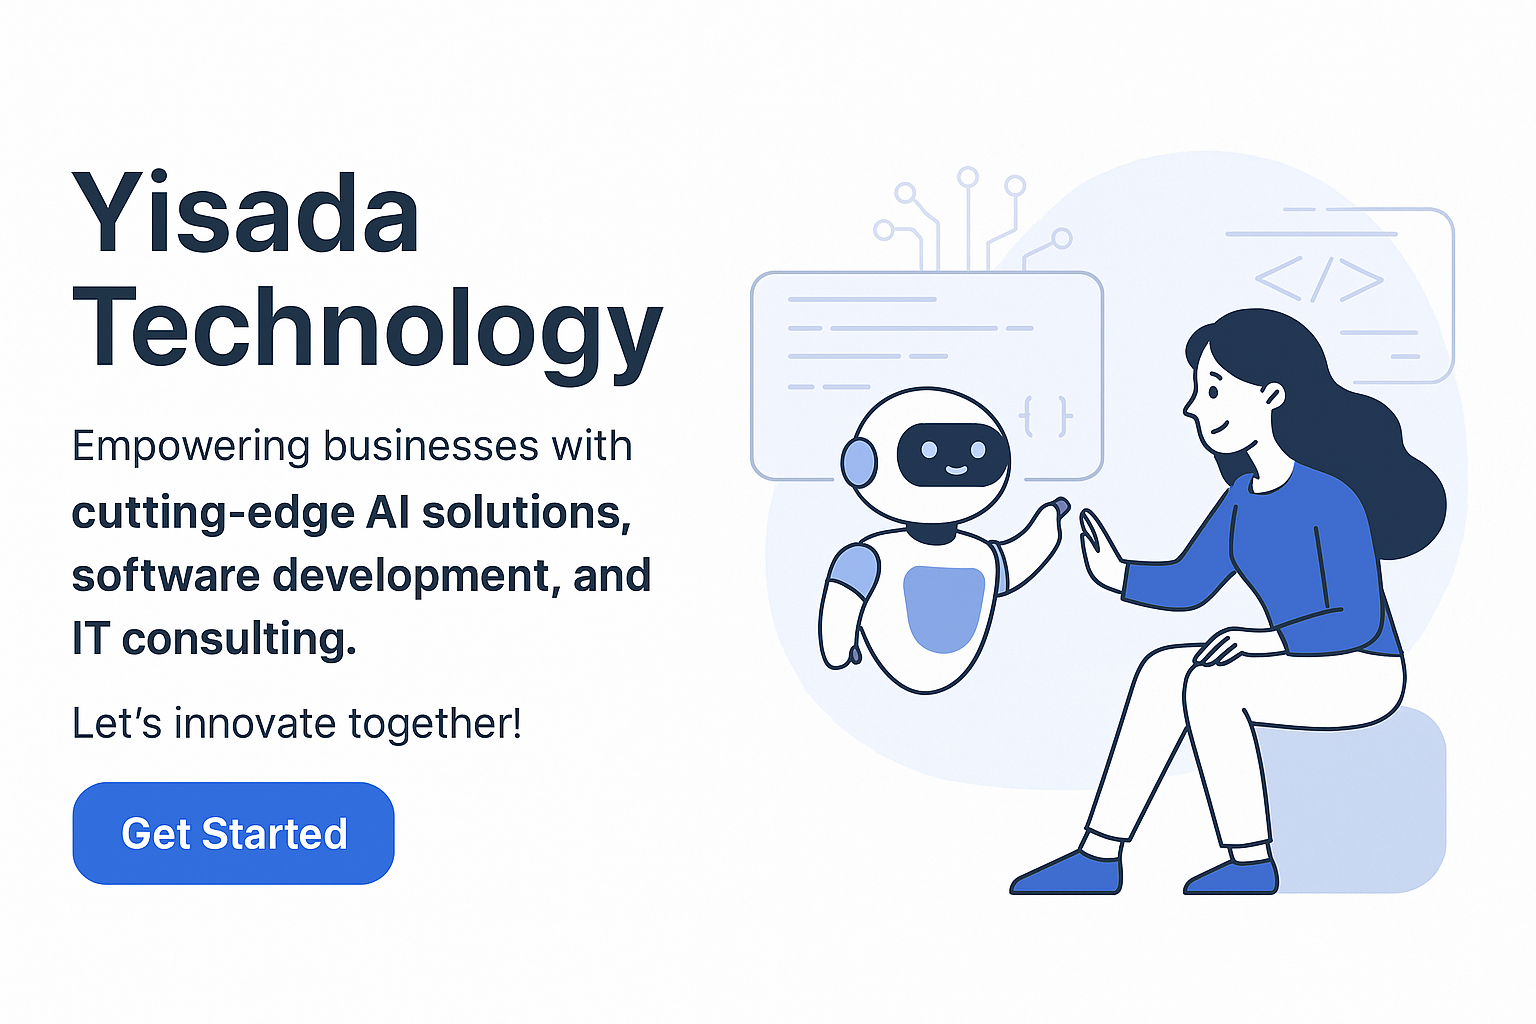 Yisada
Technology
Empowering businesses with
cutting-edge AI solutions,
software development, and
IT consulting.
Let’s innovate together!
Get Started
</> 
{ }